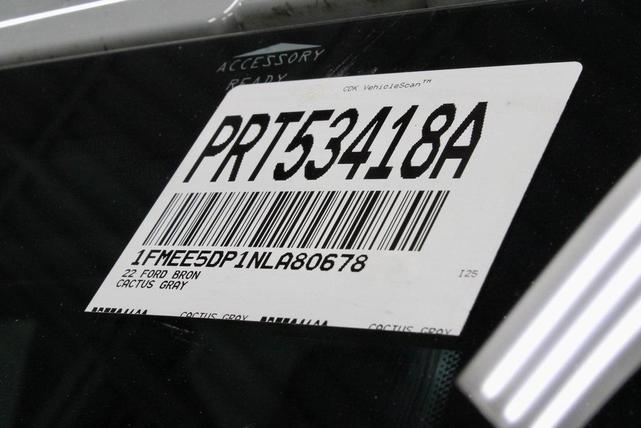 ACCESSORY
READY
CDK VehicleScan™
PRT53418A
1FMEE5DP1NLA80678
22 FORD BRON
CACTUS GRAY
I25
CACTUS GRAY
CACTUS GRAY